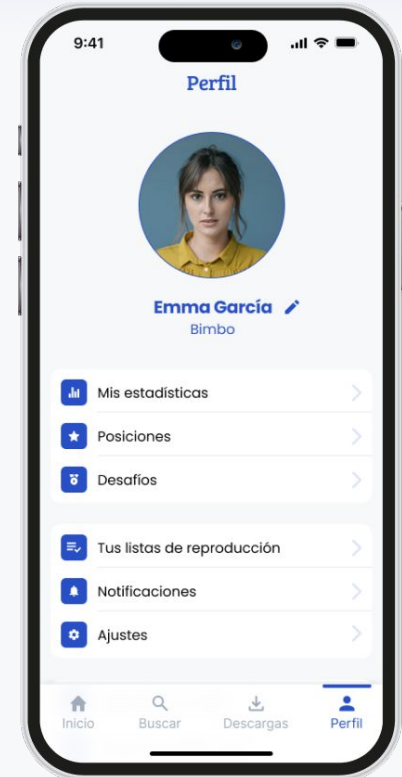 9:41
Perfil
Emma García
Bimbo
Mis estadísticas
Posiciones
Desafíos
Tus listas de reproducción
Notificaciones
Ajustes
Inicio Buscar Descargas Perfil